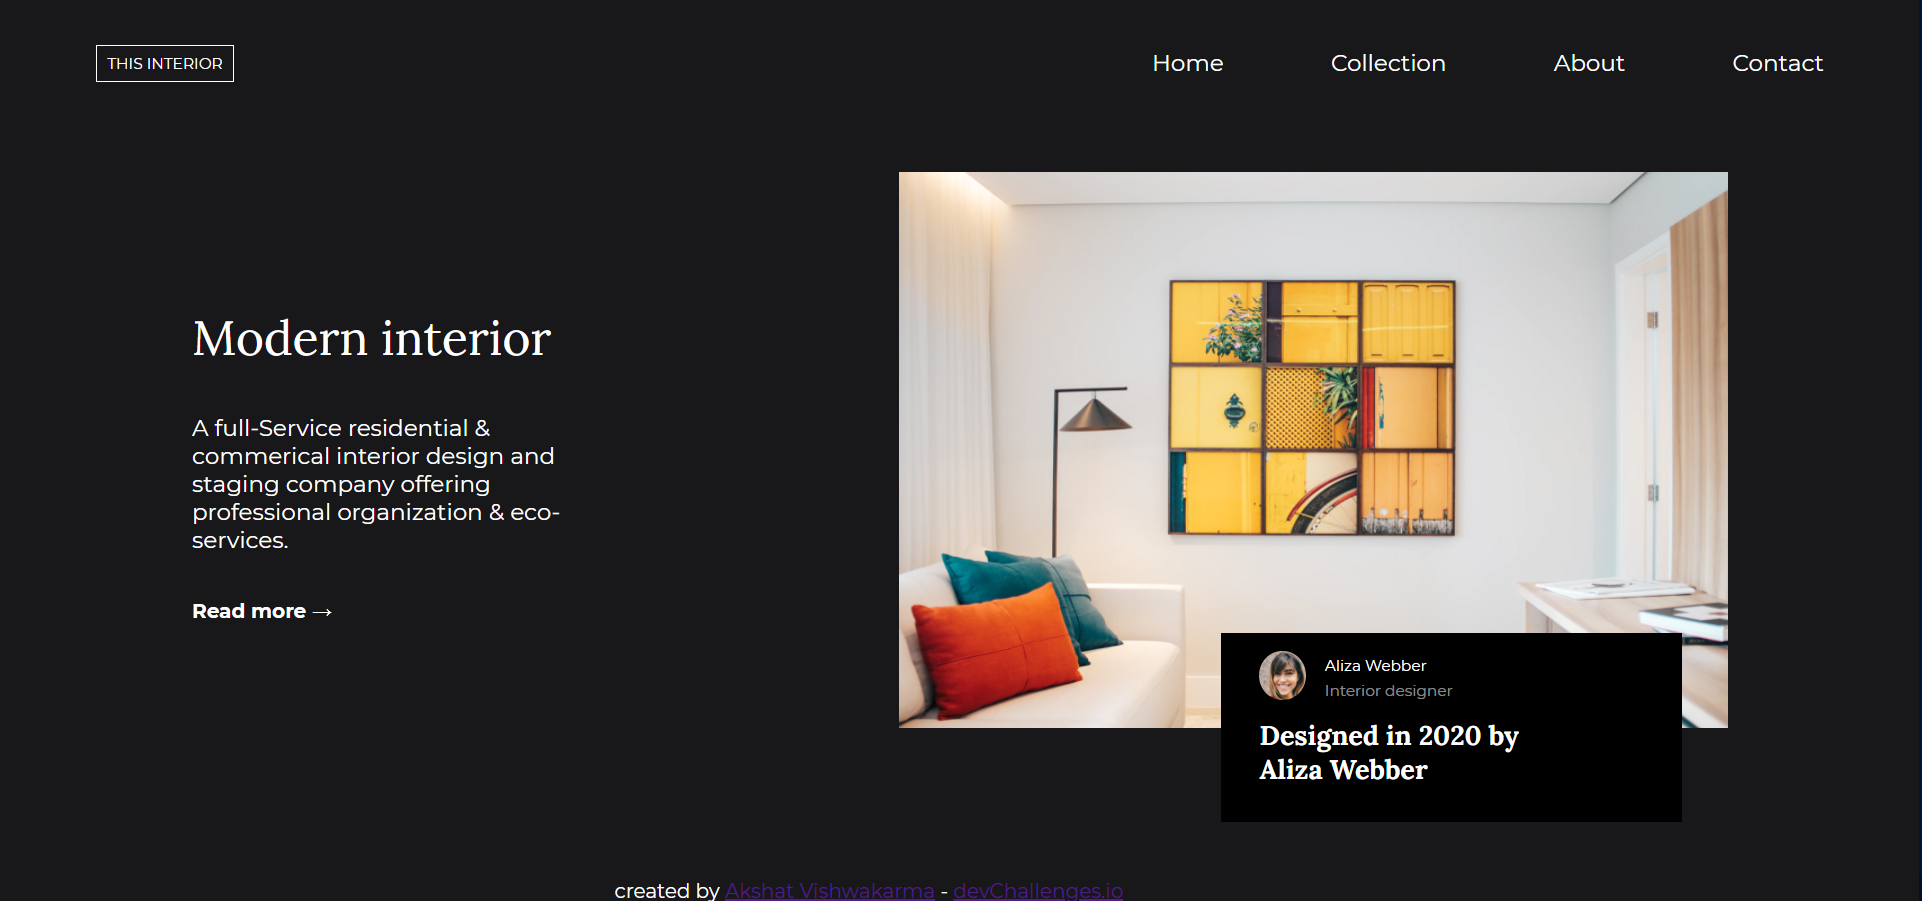 THIS INTERIOR
Home Collection About Contact
Modern interior
A full-Service residential &
commerical interior design and
staging company offering
professional organization & eco-
services.
Read more →
Aliza Webber
Interior designer
Designed in 2020 by
Aliza Webber
created by Akshat Vishwakarma - devChallenges.io